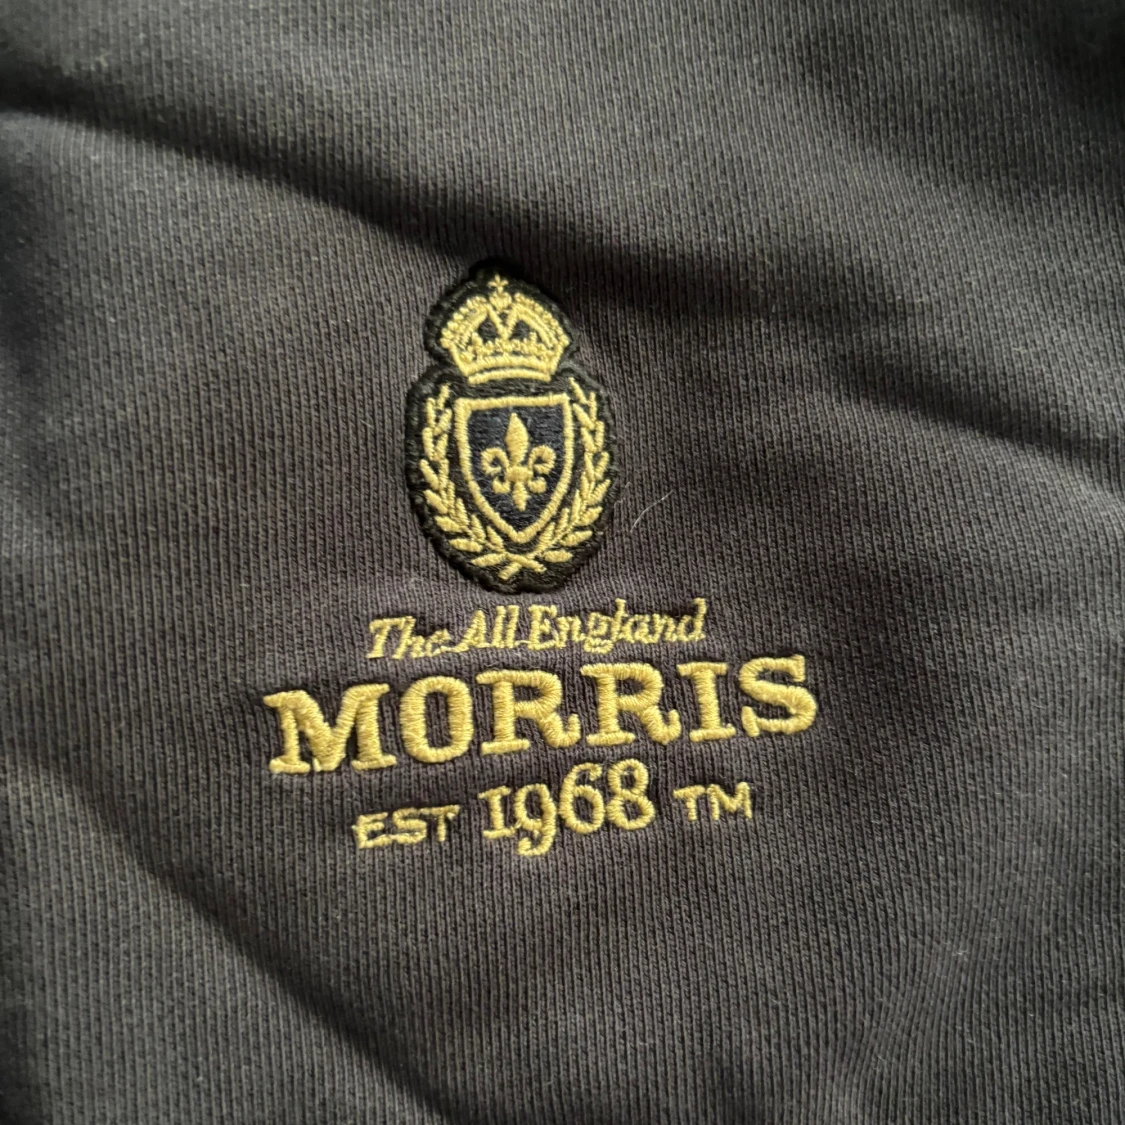 The All England
MORRIS
EST 1968 TM